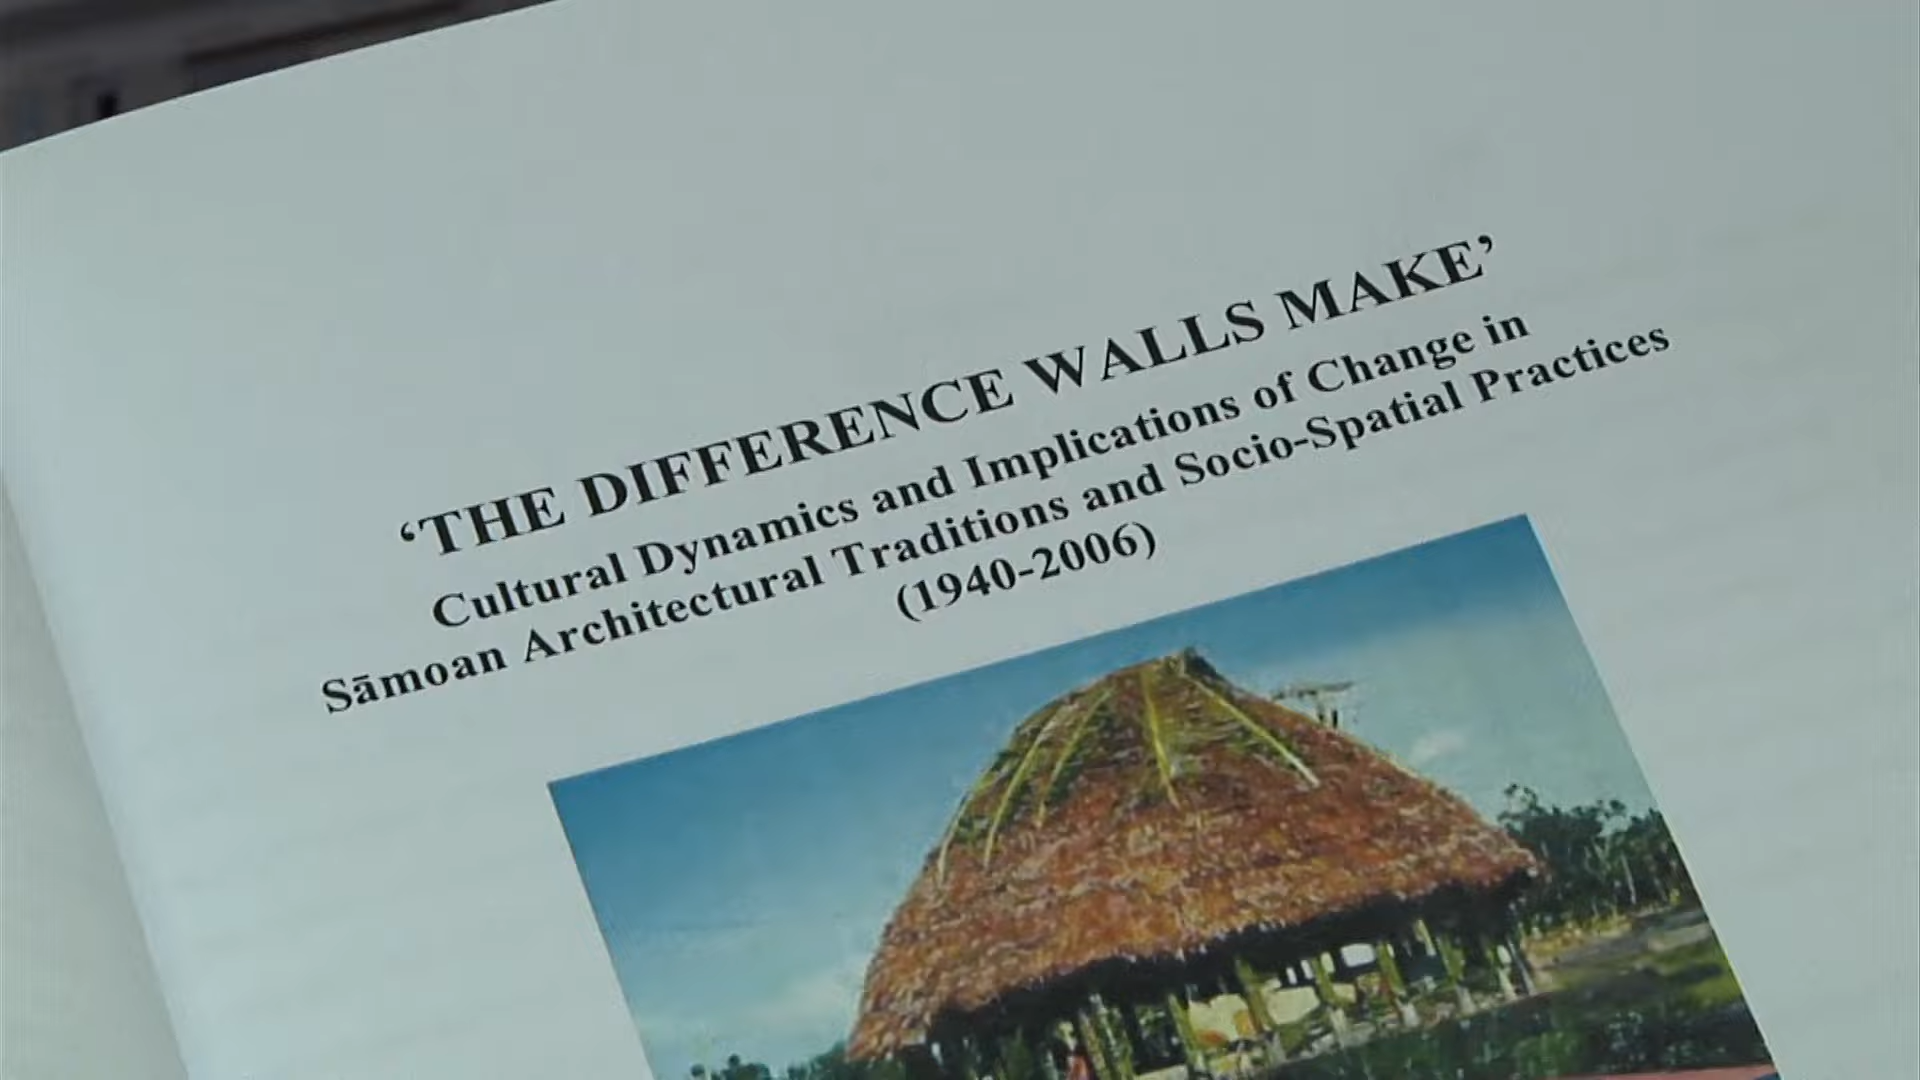 ‘THE DIFFERENCE WALLS MAKE’
Cultural Dynamics and Implications of Change in
Sāmoan Architectural Traditions and Socio-Spatial Practices
(1940-2006)